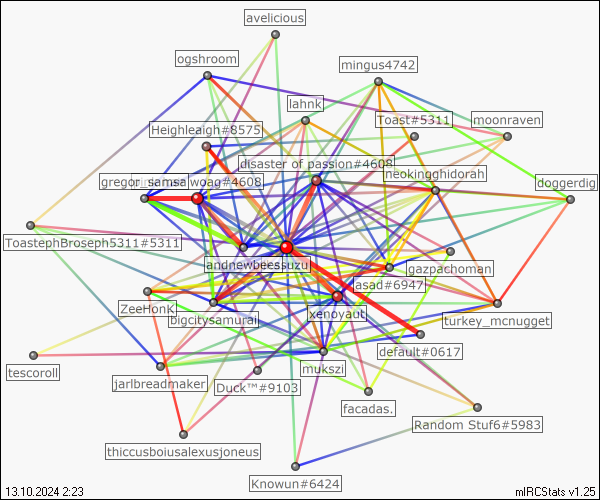 avelicious
ogshroom
mingus4742
lahnk
Toast#5311
moonraven
Heighleaigh#8575
disaster of passion#4608
neokingghidorah
gregor_samsa
woag#4608
doggerdig
ToastephBroseph5311#5311
andnewbees
suzu
gazpachoman
asad#6947
ZeeHonk
bigcitysamurai
xenoyaut
turkey_mcnugget
default#0617
mukszi
tescoroll
jarlbreadmaker
Duck™#9103
facadas.
Random Stuf6#5983
thiccusboiusalexusjoneus
Knowun#6424
13.10.2024 2:23
mIRCStats v1.25